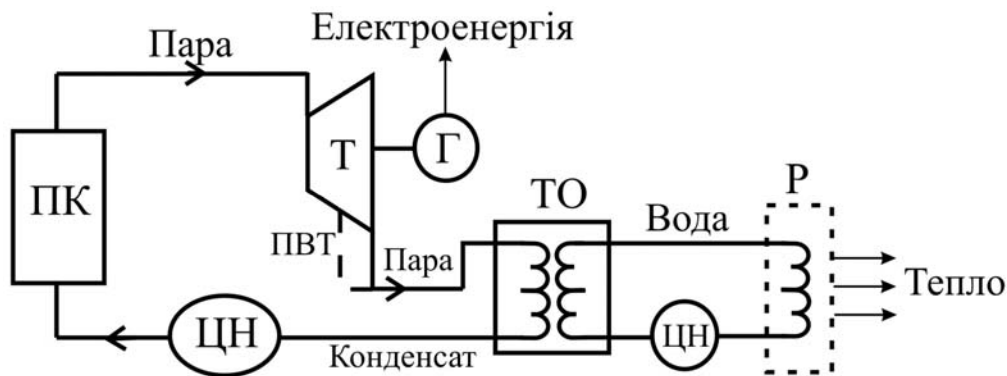 Електроенергія
Пара
Т
Г
ПК
ТО
Р
ПВТ
Пара
Вода
Тепло
ЦН
Конденсат
ЦН